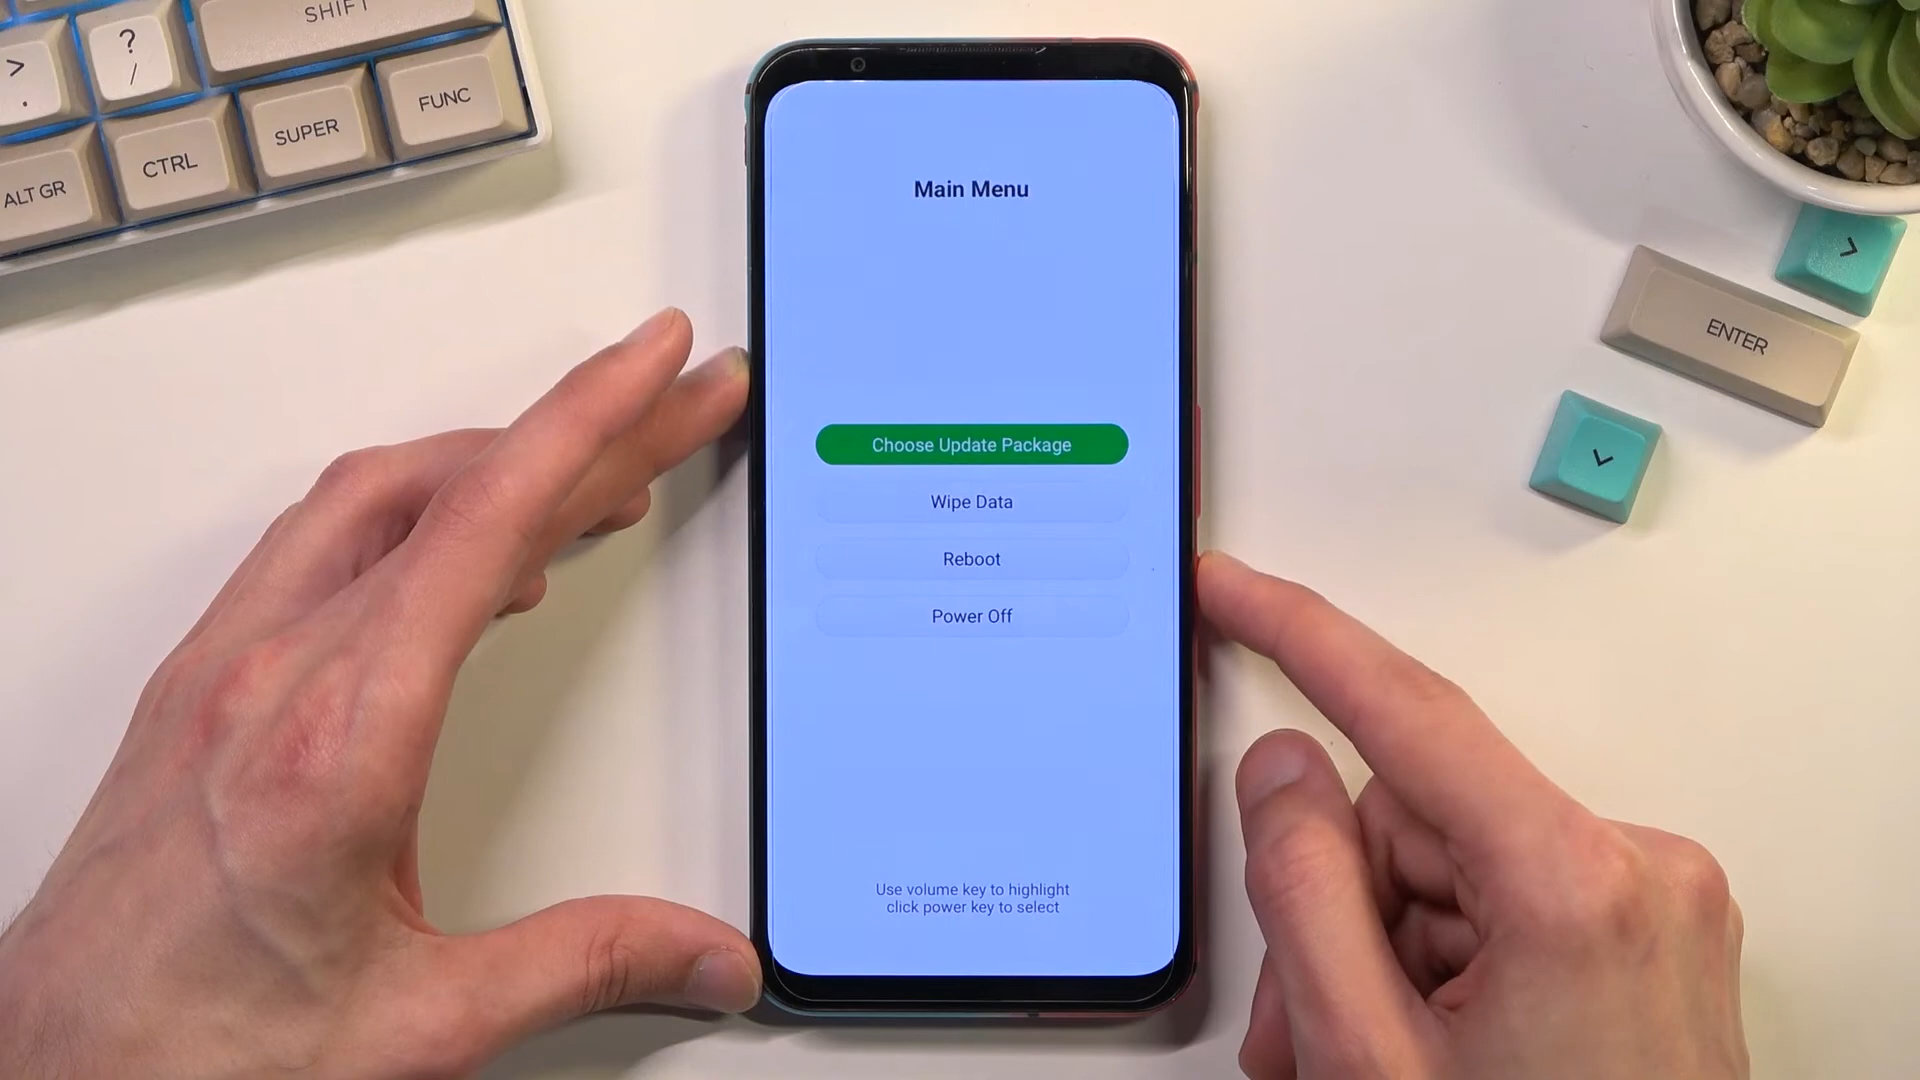 SHIFT
?
/
>
.
FUNC
SUPER
CTRL
ALT GR
Main Menu
Choose Update Package
Wipe Data
Reboot
Power Off
Use volume key to highlight
click power key to select
>
ENTER